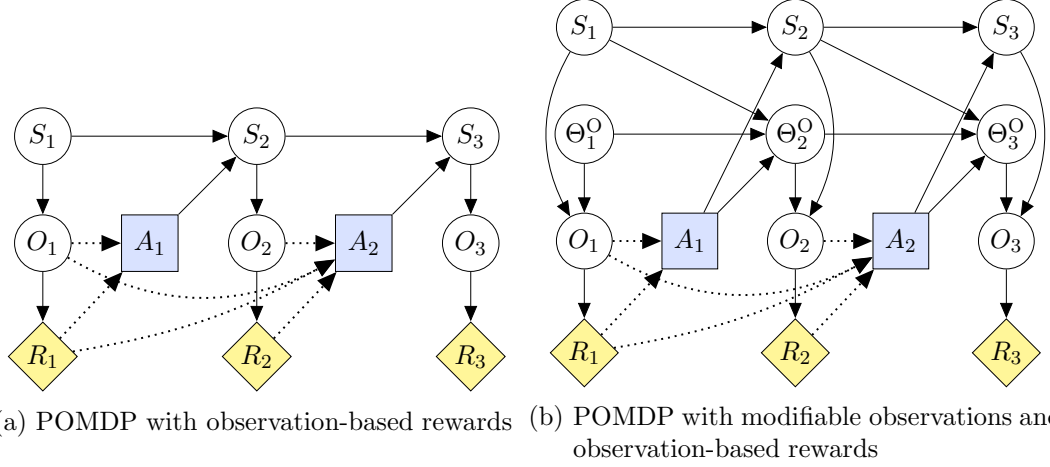 S₁ S₂ S₃
O₁ A₁ O₂ A₂ O₃
R₁ R₂ R₃
a) POMDP with observation-based rewards
S₁ S₂ S₃
Θ₁ᴼ Θ₂ᴼ Θ₃ᴼ
O₁ A₁ O₂ A₂ O₃
R₁ R₂ R₃
(b) POMDP with modifiable observations an
observation-based rewards